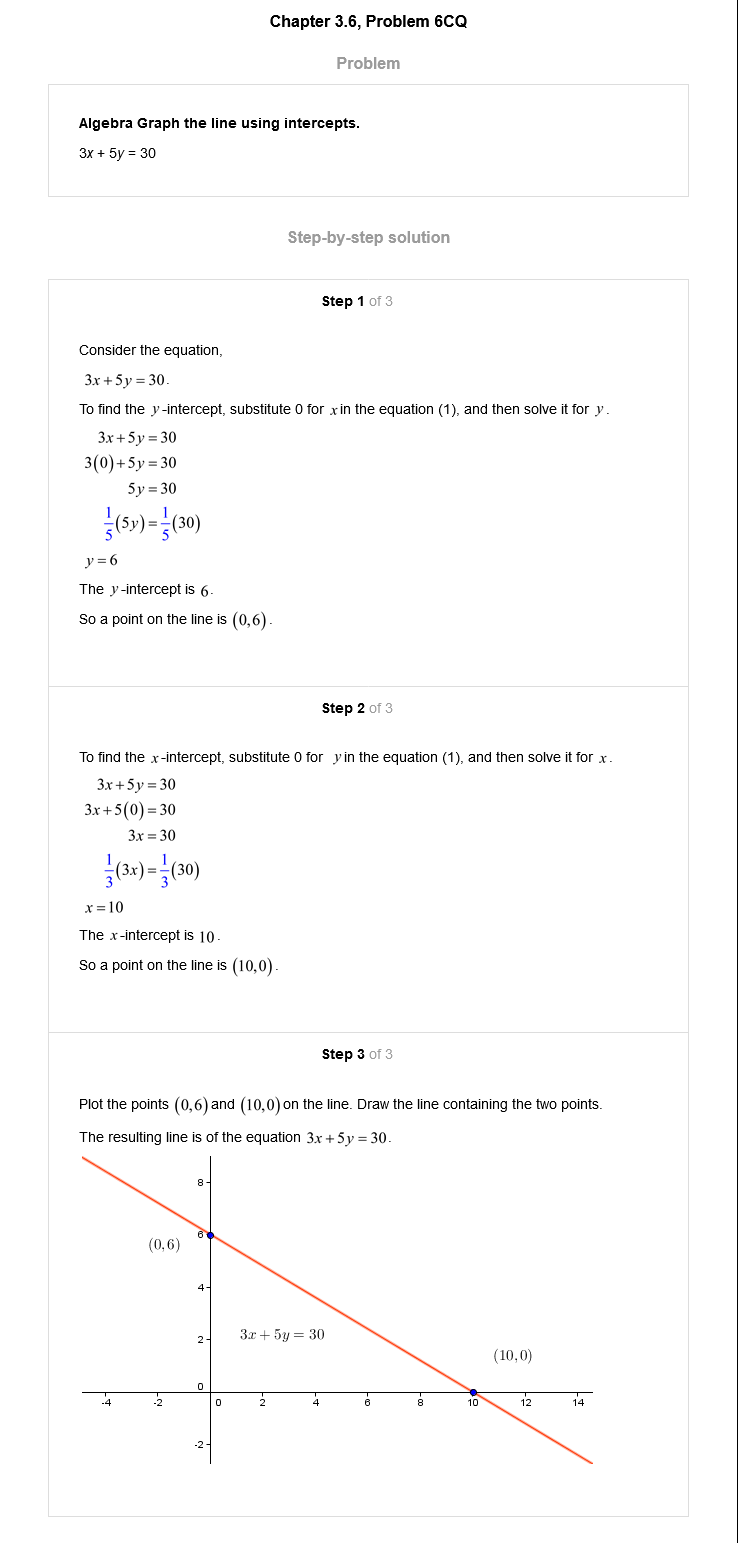 Chapter 3.6, Problem 6CQ
Problem
Algebra Graph the line using intercepts.
3x + 5y = 30
Step-by-step solution
Step 1 of 3
Consider the equation,
3x + 5y = 30.
To find the y-intercept, substitute 0 for x in the equation (1), and then solve it for y.
3x + 5y = 30
3(0) + 5y = 30
5y = 30
1/5(5y) = 1/5(30)
y = 6
The y-intercept is 6.
So a point on the line is (0,6).
Step 2 of 3
To find the x-intercept, substitute 0 for y in the equation (1), and then solve it for x.
3x + 5y = 30
3x + 5(0) = 30
3x = 30
1/3(3x) = 1/3(30)
x = 10
The x-intercept is 10.
So a point on the line is (10,0).
Step 3 of 3
Plot the points (0,6) and (10,0) on the line. Draw the line containing the two points.
The resulting line is of the equation 3x + 5y = 30.
8
6
(0,6)
4
2
3x + 5y = 30
(10,0)
0
-4 -2 0 2 4 6 8 10 12 14
-2